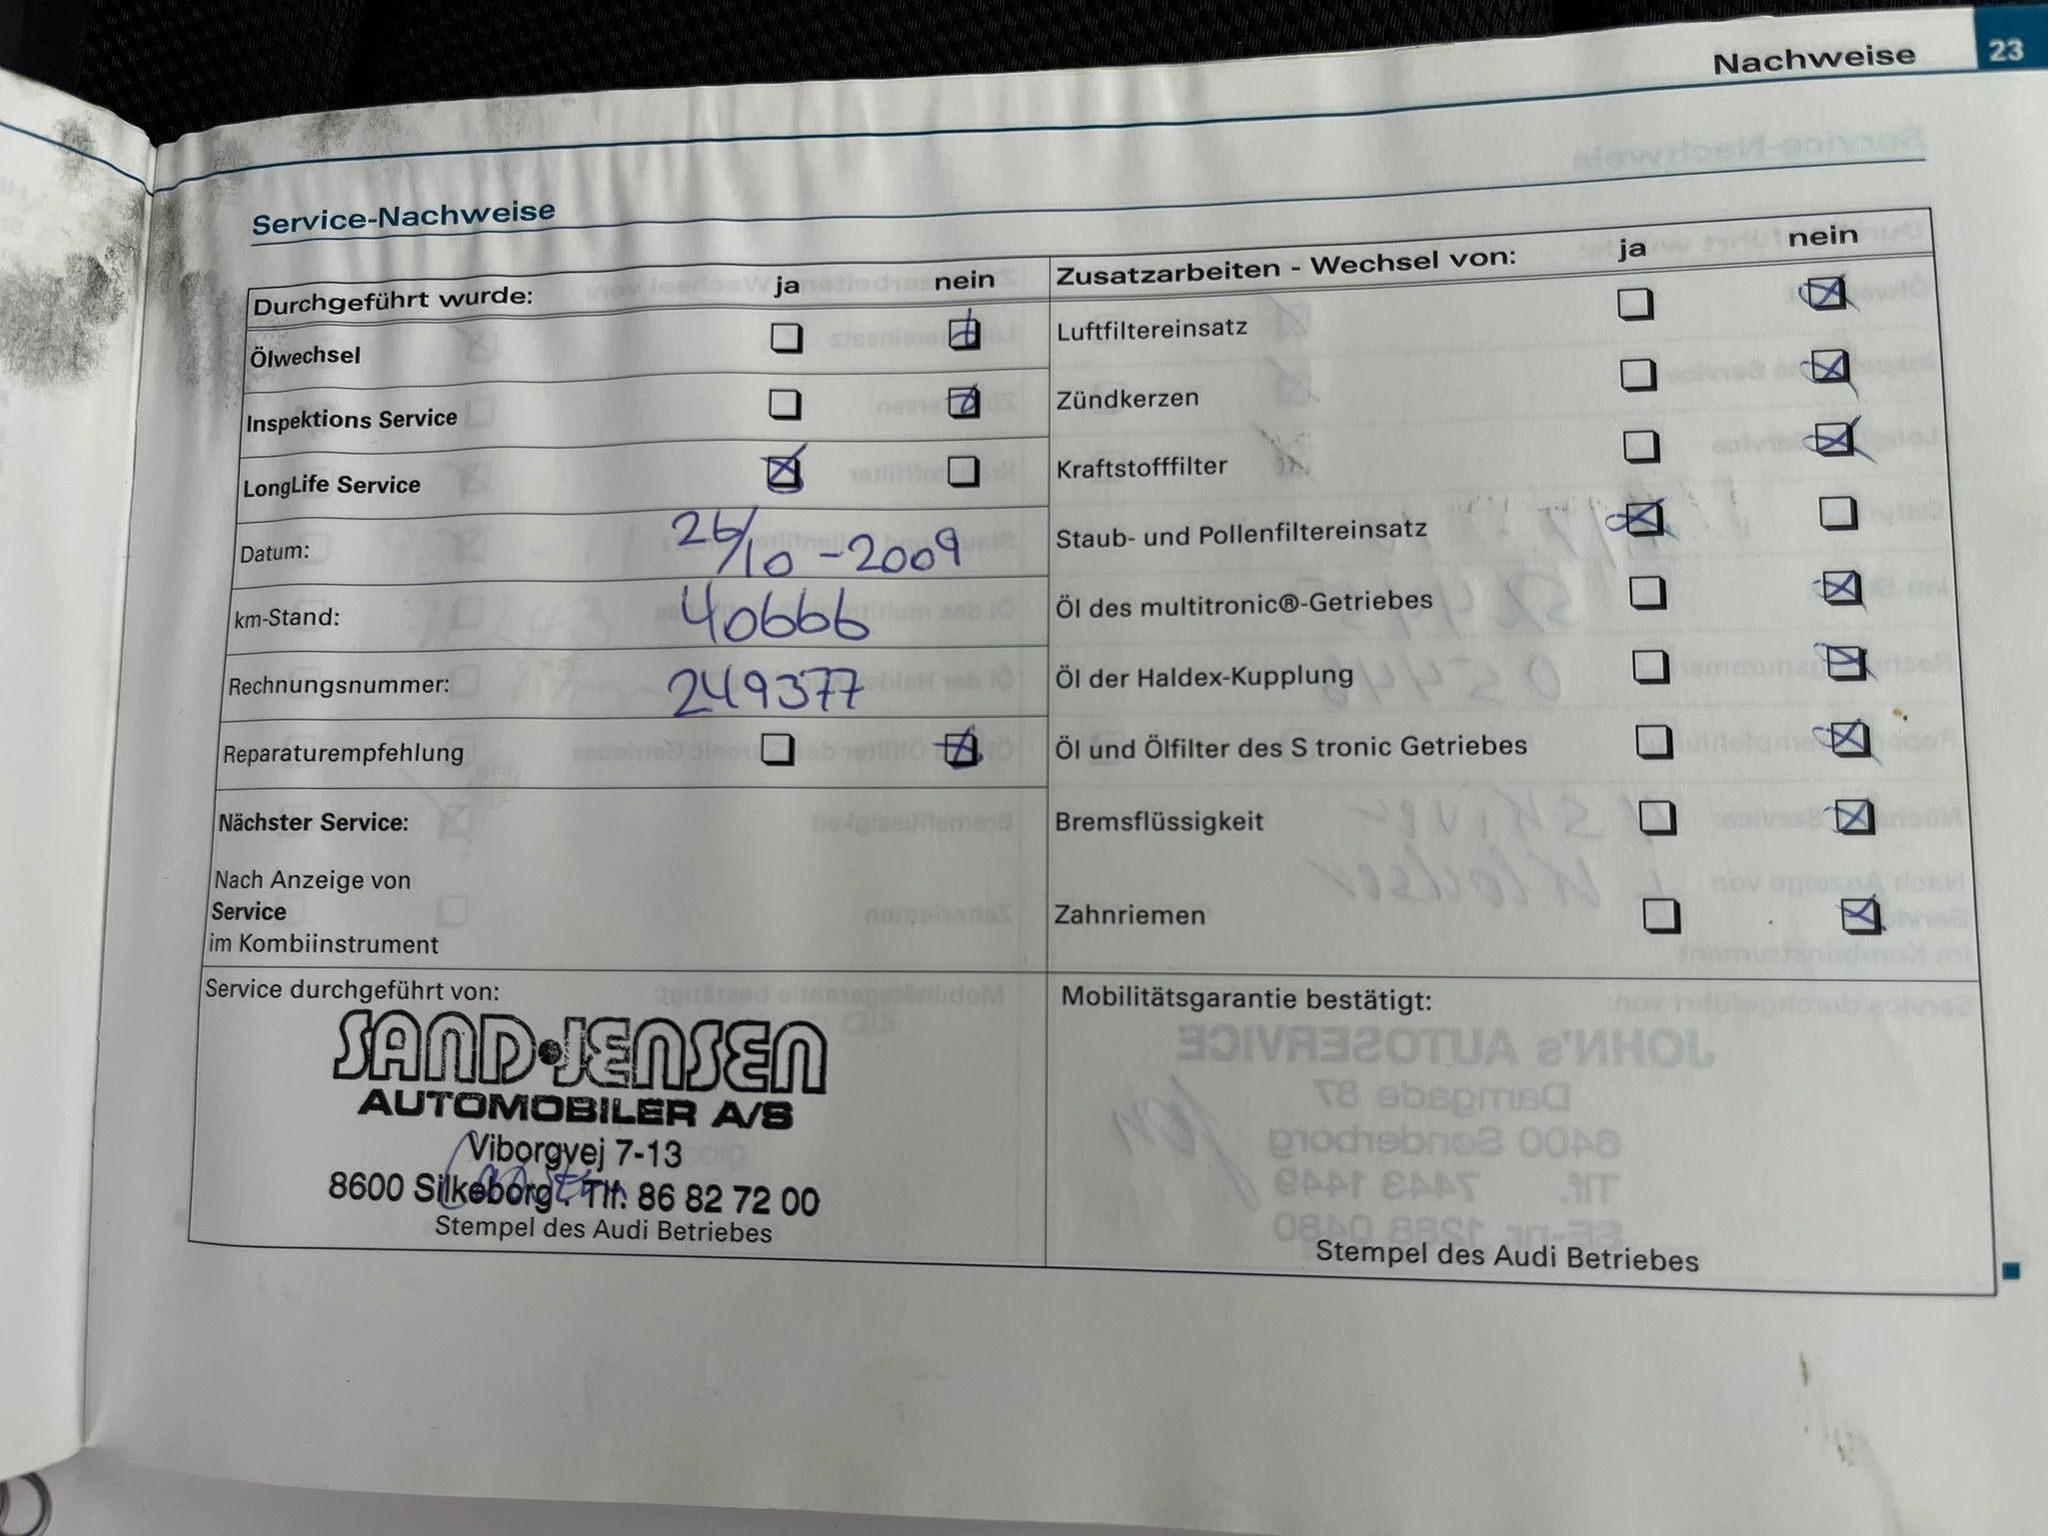 Nachweise 23
Service-Nachweise
Durchgeführt wurde: ja nein
Ölwechsel
Inspektions Service
LongLife Service
Datum: 26/10-2009
km-Stand: 40666
Rechnungsnummer: 249377
Reparaturempfehlung
Nächster Service:
Nach Anzeige von
Service
im Kombiinstrument
Service durchgeführt von:
SAND-JENSEN
AUTOMOBILER A/S
Viborgvej 7-13
8600 Silkeborg . Tlf. 86 82 72 00
Stempel des Audi Betriebes
Zusatzarbeiten - Wechsel von: ja nein
Luftfiltereinsatz
Zündkerzen
Kraftstofffilter
Staub- und Pollenfiltereinsatz
Öl des multitronic®-Getriebes
Öl der Haldex-Kupplung
Öl und Ölfilter des S tronic Getriebes
Bremsflüssigkeit
Zahnriemen
Mobilitätsgarantie bestätigt:
Stempel des Audi Betriebes